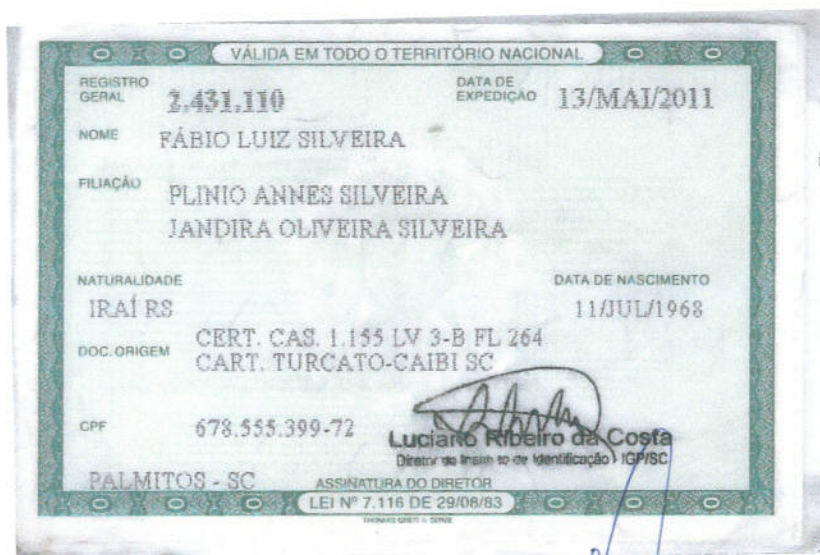 VÁLIDA EM TODO O TERRITÓRIO NACIONAL
REGISTRO GERAL 2.431.110 DATA DE EXPEDIÇÃO 13/MAI/2011
NOME FÁBIO LUIZ SILVEIRA
FILIAÇÃO PLINIO ANNES SILVEIRA
JANDIRA OLIVEIRA SILVEIRA
NATURALIDADE DATA DE NASCIMENTO
IRAÍ RS 11/JUL/1968
DOC. ORIGEM CERT. CAS. 1.155 LV 3-B FL 264
CART. TURCATO-CAIBI SC
CPF 678.555.399-72
Luciano Ribeiro da Costa
Diretor do Instituto de Identificação IGP/SC
PALMITOS - SC ASSINATURA DO DIRETOR
LEI Nº 7.116 DE 29/08/83